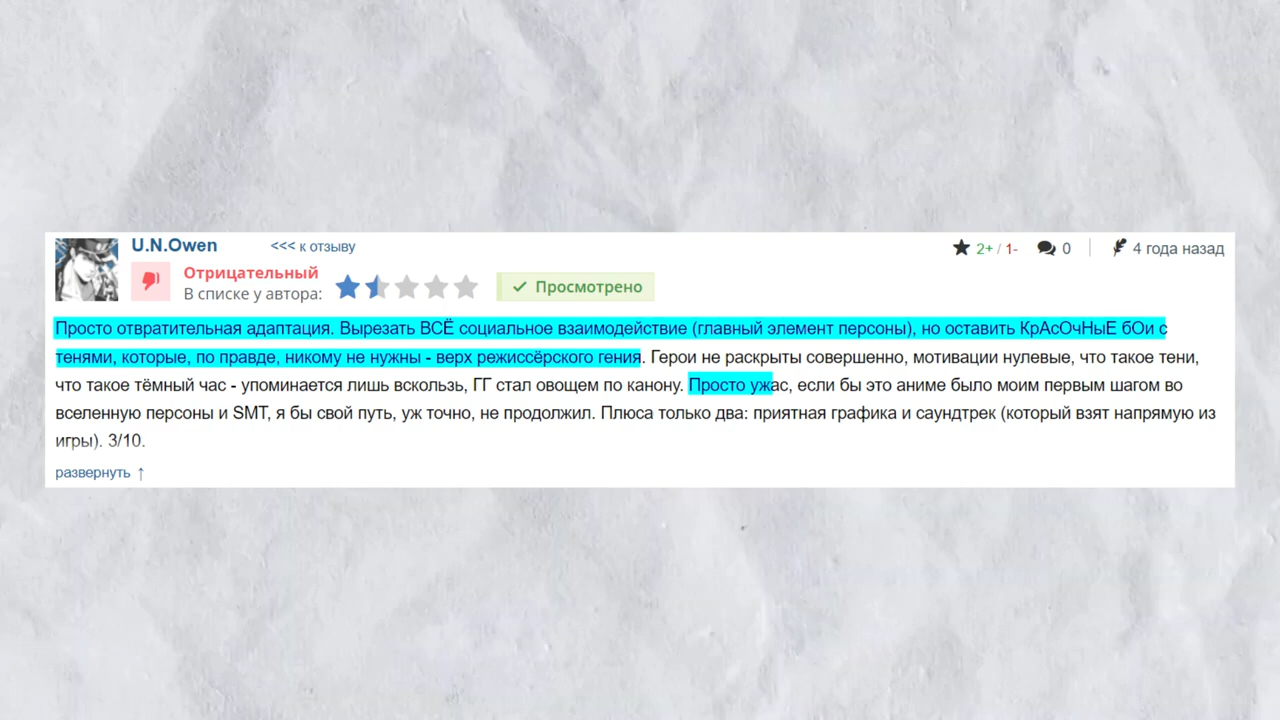 U.N.Owen <<< к отзыву 2+ / 1- 0 4 года назад
Отрицательный
В списке у автора: Просмотрено
Просто отвратительная адаптация. Вырезать ВСЁ социальное взаимодействие (главный элемент персоны), но оставить КрАсОчНыЕ бОи с
тенями, которые, по правде, никому не нужны - верх режиссёрского гения. Герои не раскрыты совершенно, мотивации нулевые, что такое тени,
что такое тёмный час - упоминается лишь вскользь, ГГ стал овощем по канону. Просто ужас, если бы это аниме было моим первым шагом во
вселенную персоны и SMT, я бы свой путь, уж точно, не продолжил. Плюса только два: приятная графика и саундтрек (который взят напрямую из
игры). 3/10.
развернуть ↑